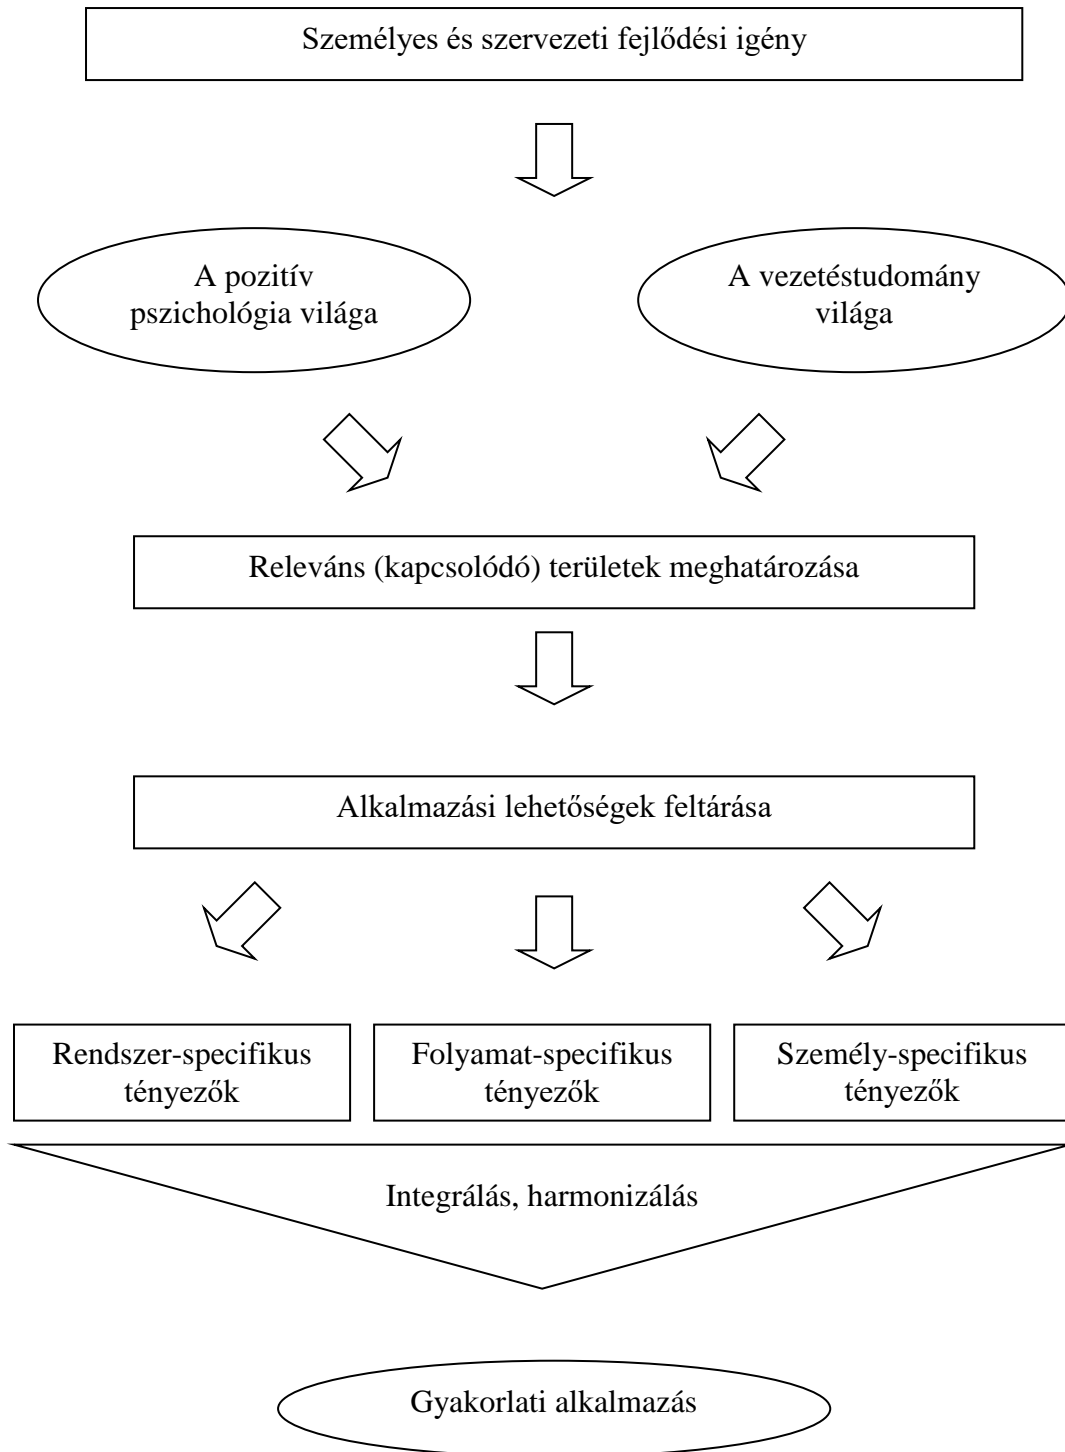 Személyes és szervezeti fejlődési igény
A pozitív
pszichológia világa
A vezetéstudomány
világa
Releváns (kapcsolódó) területek meghatározása
Alkalmazási lehetőségek feltárása
Rendszer-specifikus
tényezők
Folyamat-specifikus
tényezők
Személy-specifikus
tényezők
Integrálás, harmonizálás
Gyakorlati alkalmazás